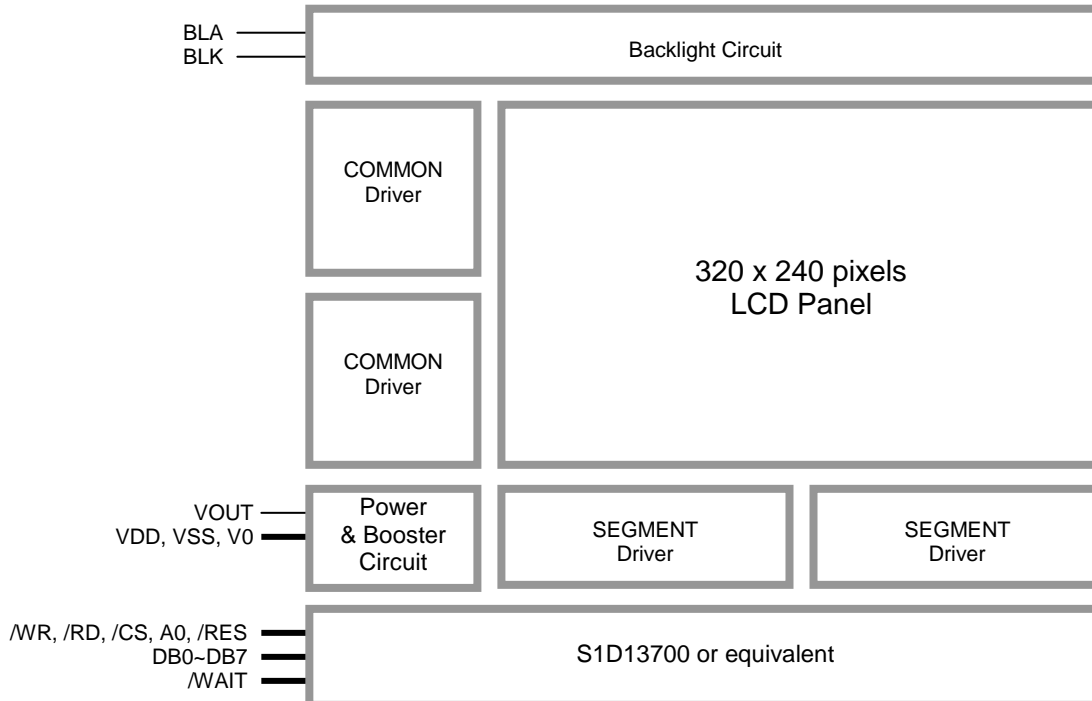 BLA
BLK
Backlight Circuit
COMMON
Driver
320 x 240 pixels
LCD Panel
COMMON
Driver
VOUT
VDD, VSS, V0
Power
& Booster
Circuit
SEGMENT
Driver
SEGMENT
Driver
/WR, /RD, /CS, A0, /RES
DB0~DB7
/WAIT
S1D13700 or equivalent